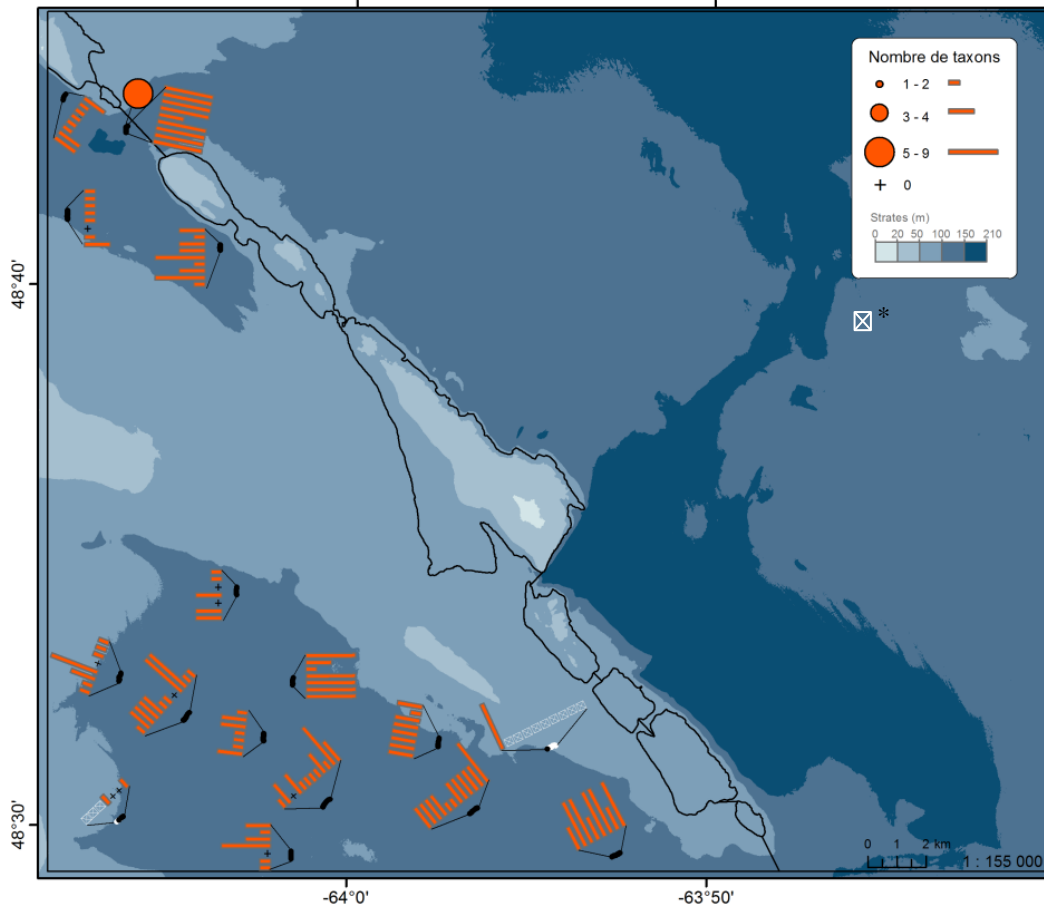 Nombre de taxons
1 - 2
3 - 4
5 - 9
0
Strates (m)
0 20 50 100 150 210
*
48°40'
48°30'
0 1 2 km
1 : 155 000
-64°0'
-63°50'